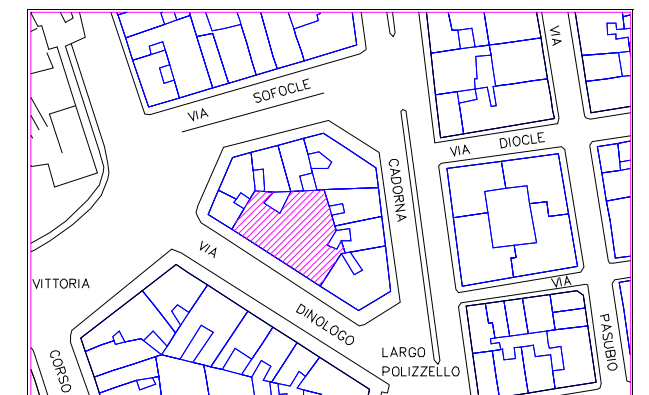 VIA SOFOCLE
VIA
VIA DIOCLE
CADORNA
VIA DINOLOGO
VITTORIA
VIA
CORSO
LARGO
POLIZZELLO
PASUBIO